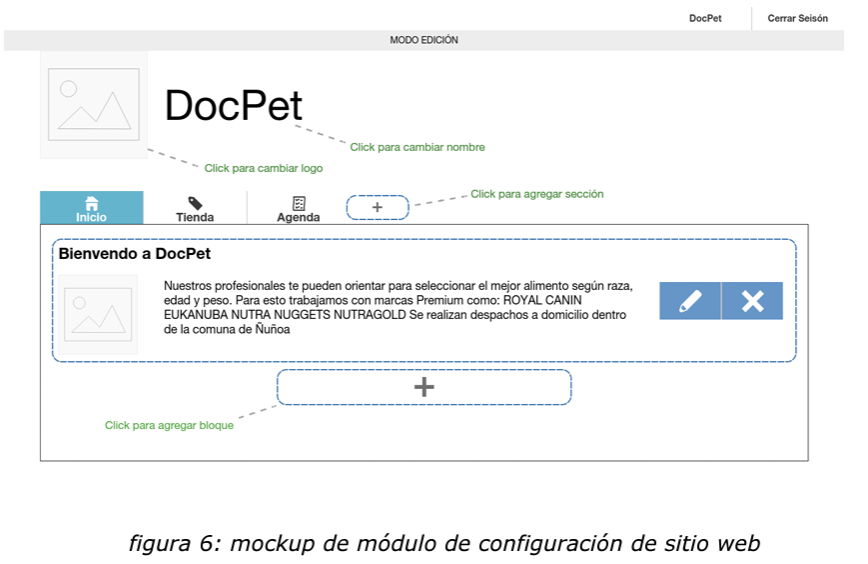 DocPet
Cerrar Seisón
MODO EDICIÓN
DocPet
Click para cambiar nombre
Click para cambiar logo
Click para agregar sección
Inicio
Tienda
Agenda
+
Bienvendo a DocPet
Nuestros profesionales te pueden orientar para seleccionar el mejor alimento según raza,
edad y peso. Para esto trabajamos con marcas Premium como: ROYAL CANIN
EUKANUBA NUTRA NUGGETS NUTRAGOLD Se realizan despachos a domicilio dentro
de la comuna de Ñuñoa
+
Click para agregar bloque
figura 6: mockup de módulo de configuración de sitio web